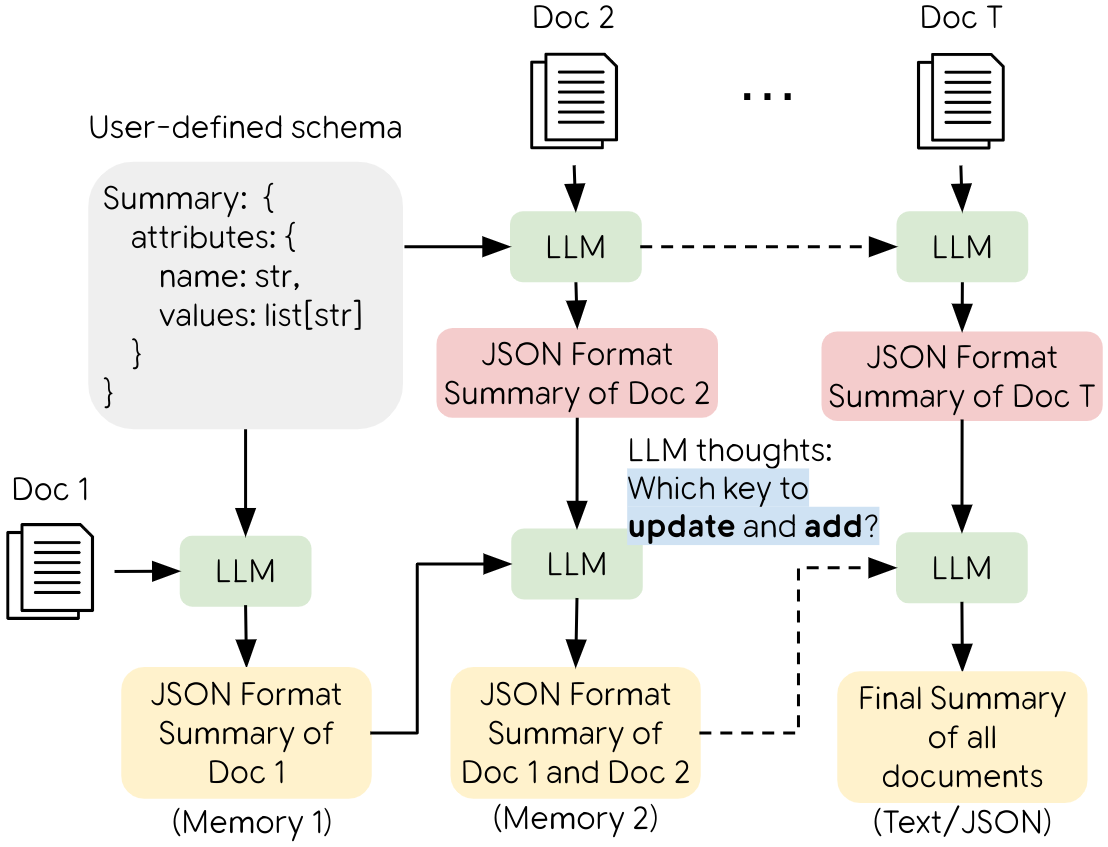 Doc 2
Doc T
...
User-defined schema
Summary: {
attributes: {
name: str,
values: list[str]
}
}
LLM
LLM
JSON Format
Summary of Doc 2
JSON Format
Summary of Doc T
LLM thoughts:
Which key to
update and add?
Doc 1
LLM
LLM
LLM
JSON Format
Summary of
Doc 1
(Memory 1)
JSON Format
Summary of
Doc 1 and Doc 2
(Memory 2)
Final Summary
of all
documents
(Text/JSON)